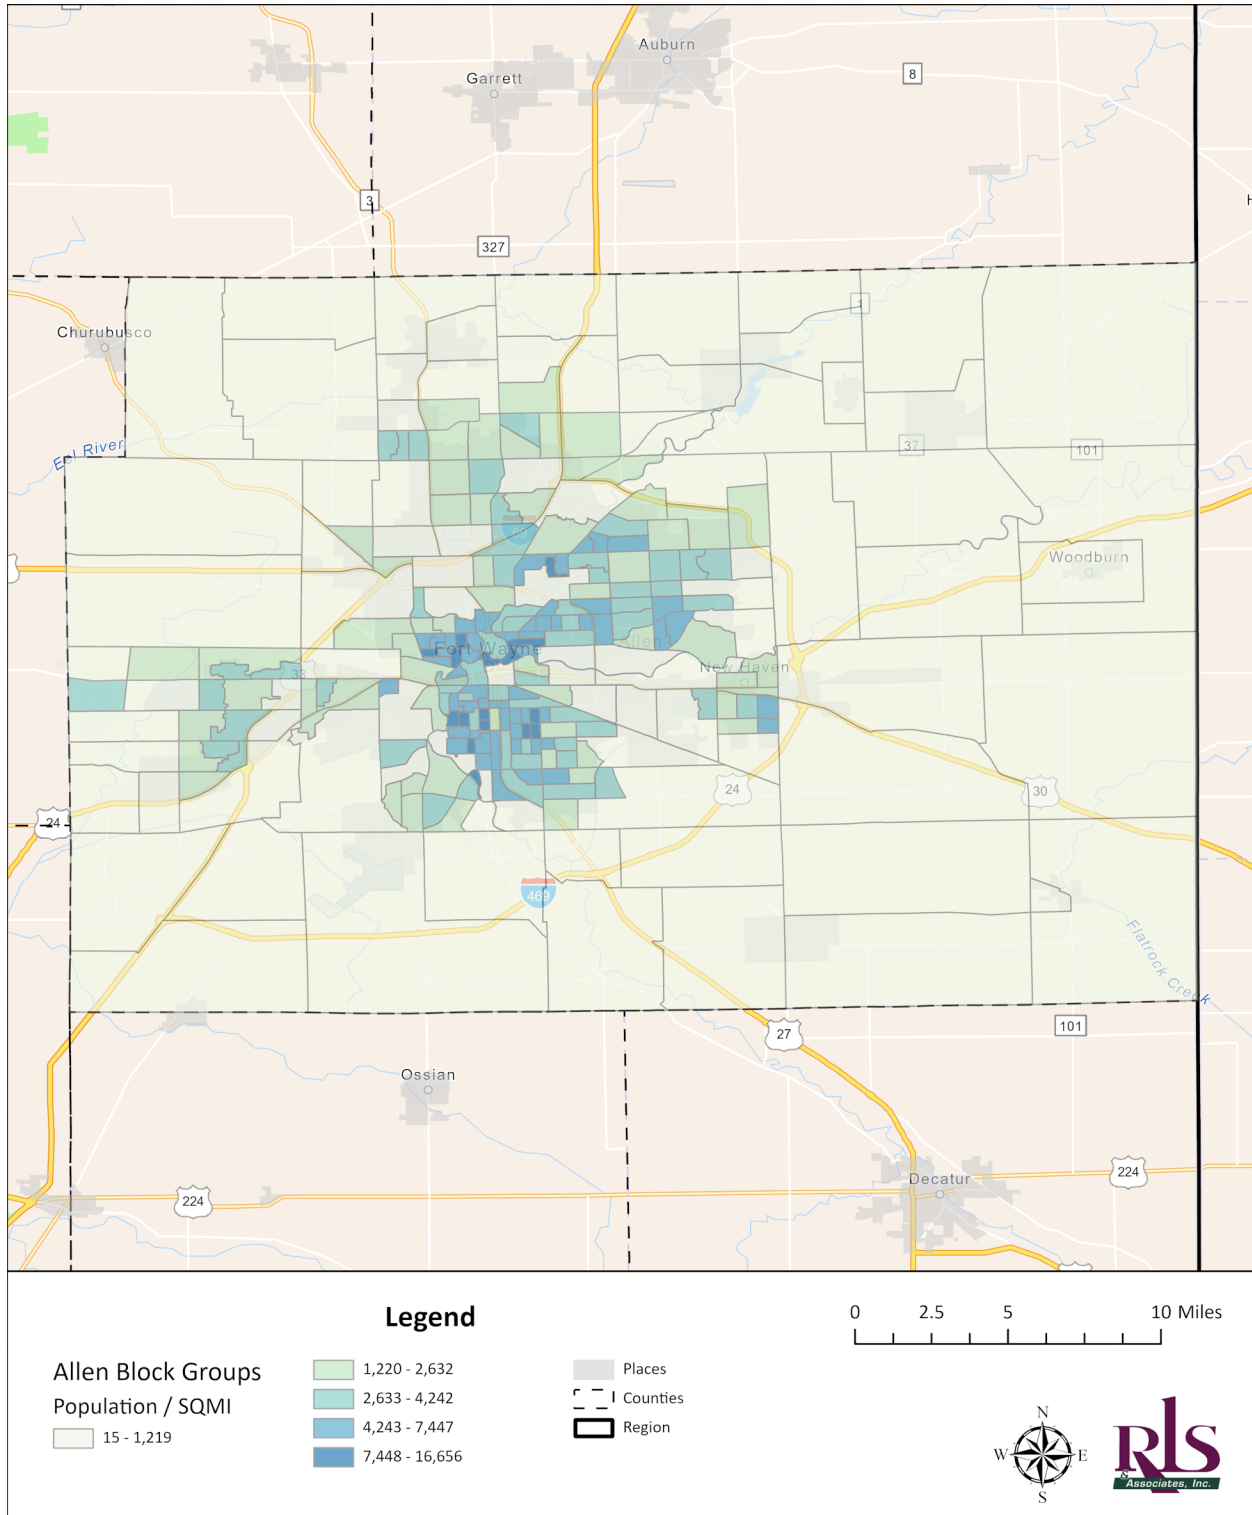 Auburn
Garrett
8
3
327
1
Churubusco
Eel River
37
101
Woodburn
Fort Wayne
Allen
New Haven
33
24
30
24
469
Flatrock Creek
27
101
Ossian
224
Decatur
224
Legend
0 2.5 5 10 Miles
Allen Block Groups
Population / SQMI
15 - 1,219
1,220 - 2,632
2,633 - 4,242
4,243 - 7,447
7,448 - 16,656
Places
Counties
Region
N
W E
S
RLS
& Associates, Inc.